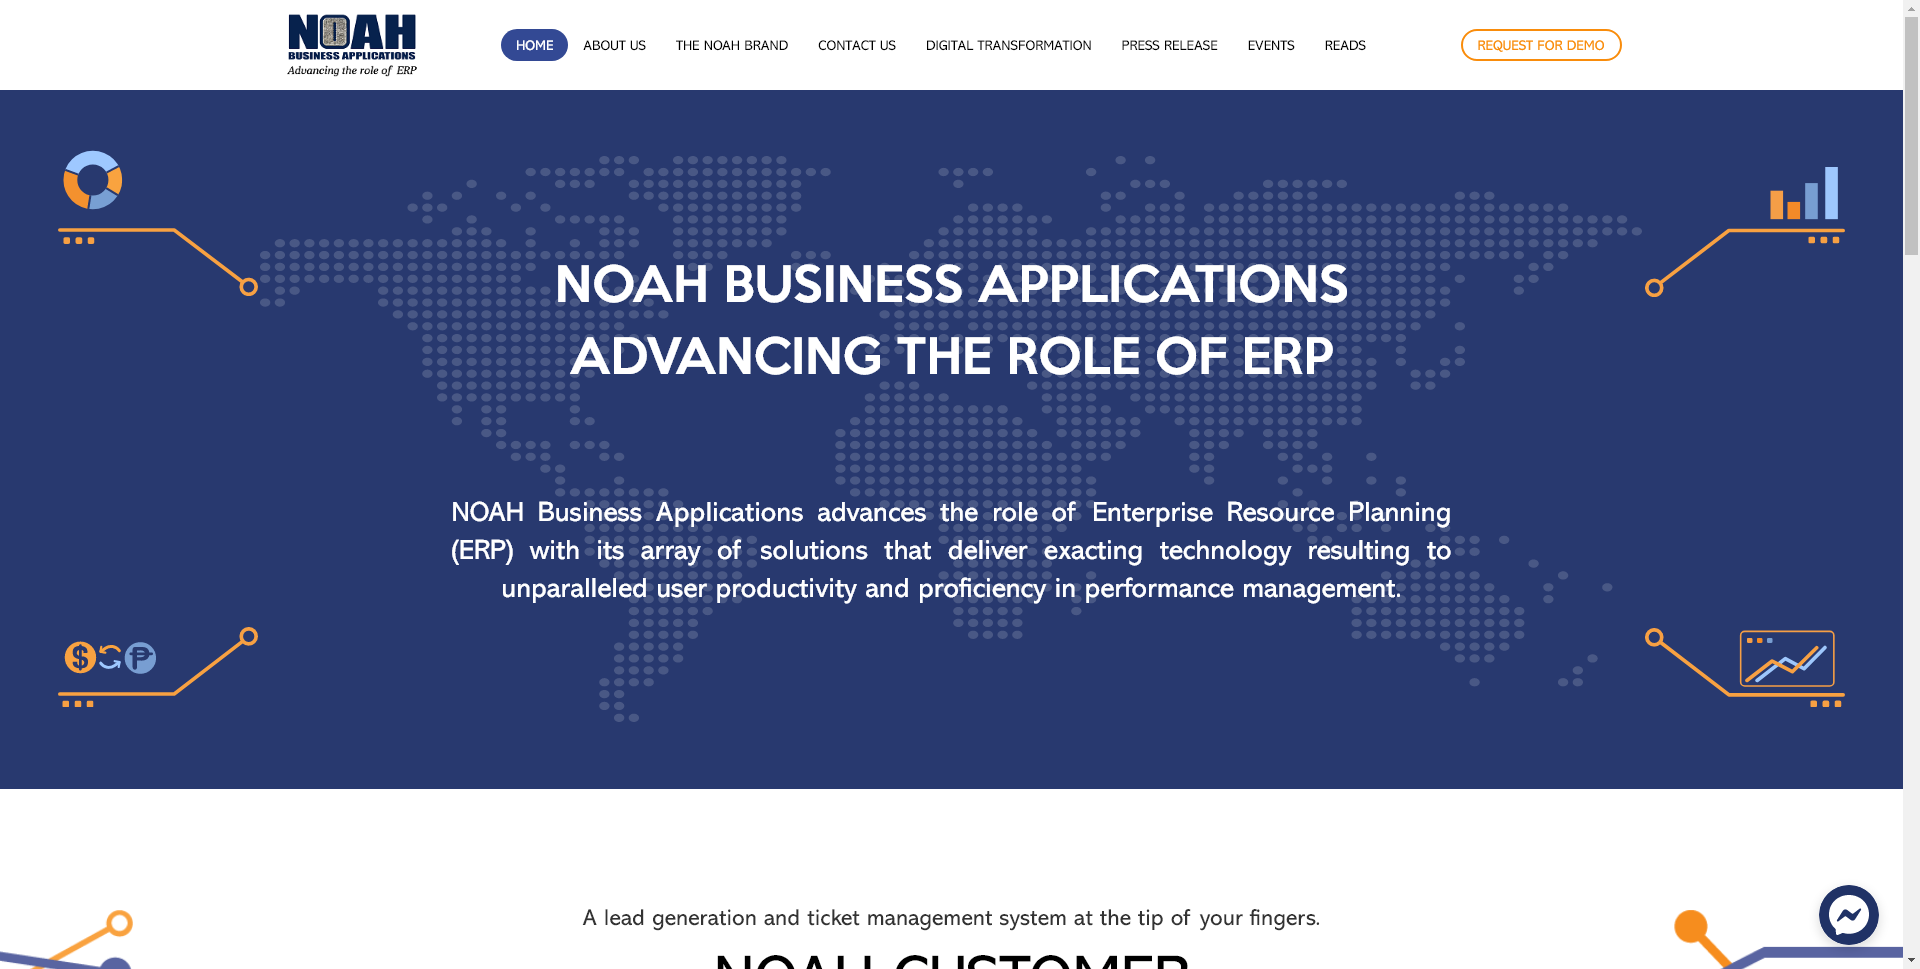 NOAH
BUSINESS APPLICATIONS
Advancing the role of ERP
HOME
ABOUT US
THE NOAH BRAND
CONTACT US
DIGITAL TRANSFORMATION
PRESS RELEASE
EVENTS
READS
REQUEST FOR DEMO
NOAH BUSINESS APPLICATIONS
ADVANCING THE ROLE OF ERP
NOAH Business Applications advances the role of Enterprise Resource Planning
(ERP) with its array of solutions that deliver exacting technology resulting to
unparalleled user productivity and proficiency in performance management.
$ ₱
A lead generation and ticket management system at the tip of your fingers.
NOAH CUSTOMER